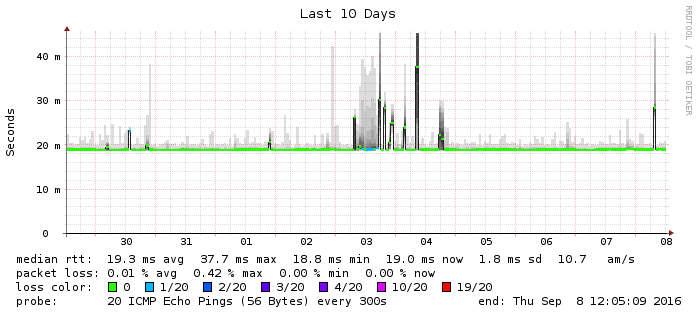 Last 10 Days
RRDTOOL / TOBI OETIKER
Seconds
40 m
30 m
20 m
10 m
0
30 31 01 02 03 04 05 06 07 08
median rtt: 19.3 ms avg 37.7 ms max 18.8 ms min 19.0 ms now 1.8 ms sd 10.7 am/s
packet loss: 0.01 % avg 0.42 % max 0.00 % min 0.00 % now
loss color: 0 1/20 2/20 3/20 4/20 10/20 19/20
probe: 20 ICMP Echo Pings (56 Bytes) every 300s end: Thu Sep 8 12:05:09 2016